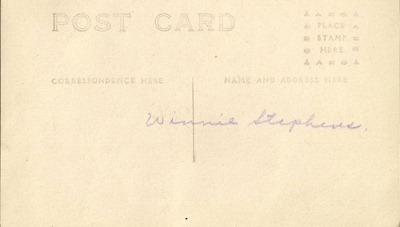 POST CARD
PLACE
STAMP
HERE
CORRESPONDENCE HERE
NAME AND ADDRESS HERE
Winnie Stephens.